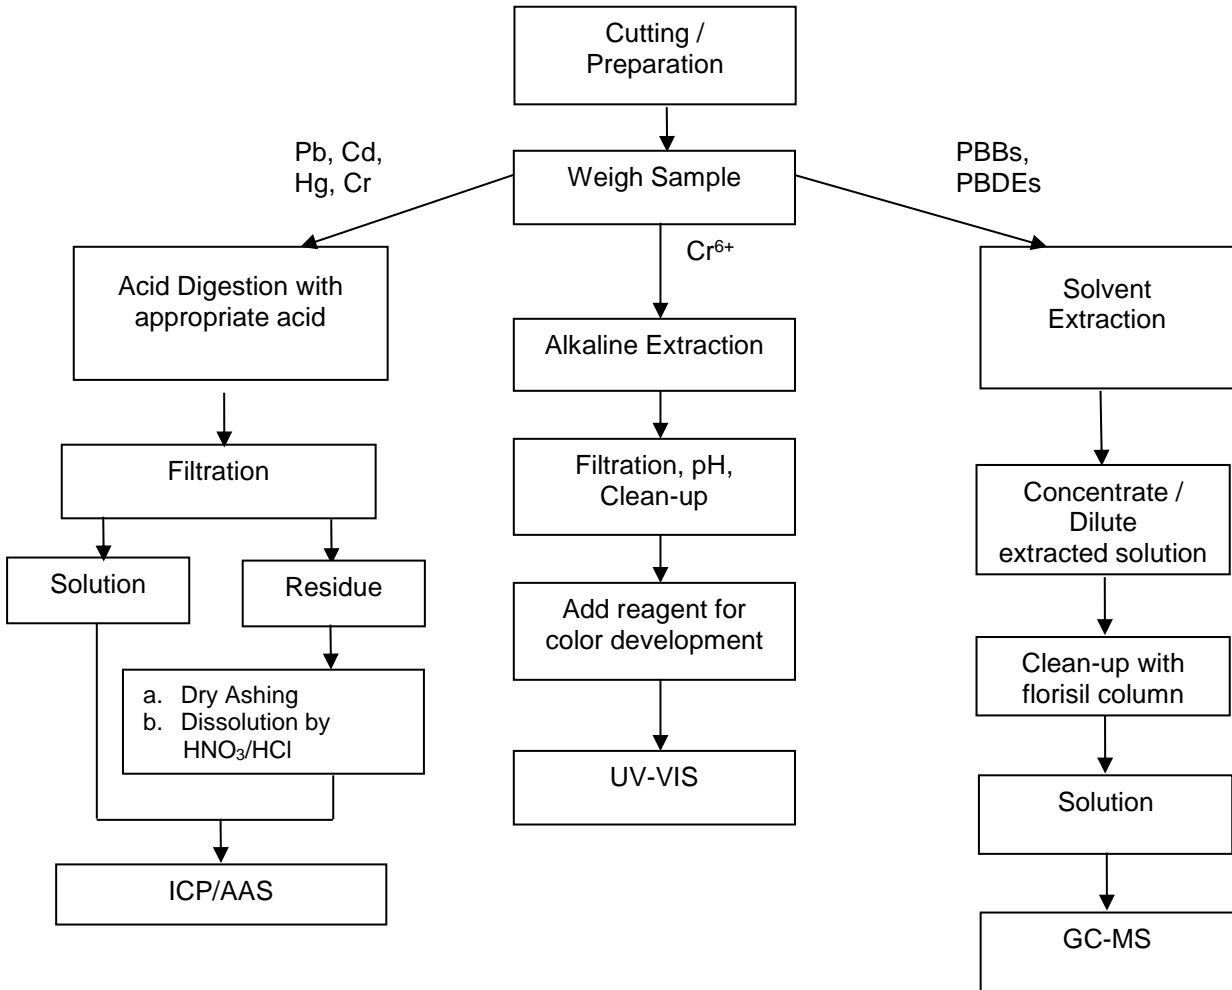 Cutting /
Preparation
Pb, Cd,
Hg, Cr
Weigh Sample
PBBs,
PBDEs
Cr⁶⁺
Acid Digestion with
appropriate acid
Filtration
Solution
Residue
a. Dry Ashing
b. Dissolution by
HNO₃/HCl
ICP/AAS
Alkaline Extraction
Filtration, pH,
Clean-up
Add reagent for
color development
UV-VIS
Solvent
Extraction
Concentrate /
Dilute
extracted solution
Clean-up with
florisil column
Solution
GC-MS